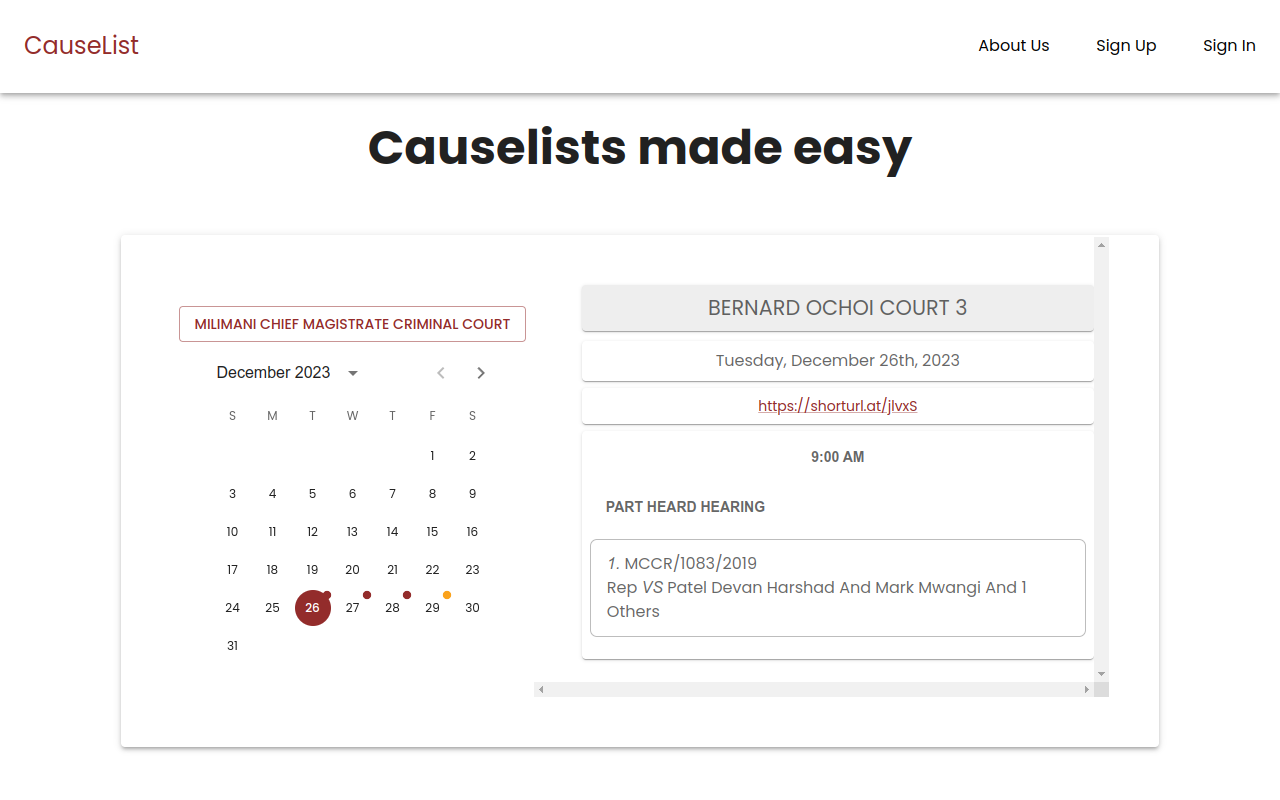 CauseList
About Us Sign Up Sign In
Causelists made easy
MILIMANI CHIEF MAGISTRATE CRIMINAL COURT
December 2023
S M T W T F S
1 2
3 4 5 6 7 8 9
10 11 12 13 14 15 16
17 18 19 20 21 22 23
24 25 26 27 28 29 30
31
BERNARD OCHOI COURT 3
Tuesday, December 26th, 2023
https://shorturl.at/jlvxS
9:00 AM
PART HEARD HEARING
1. MCCR/1083/2019
Rep VS Patel Devan Harshad And Mark Mwangi And 1
Others